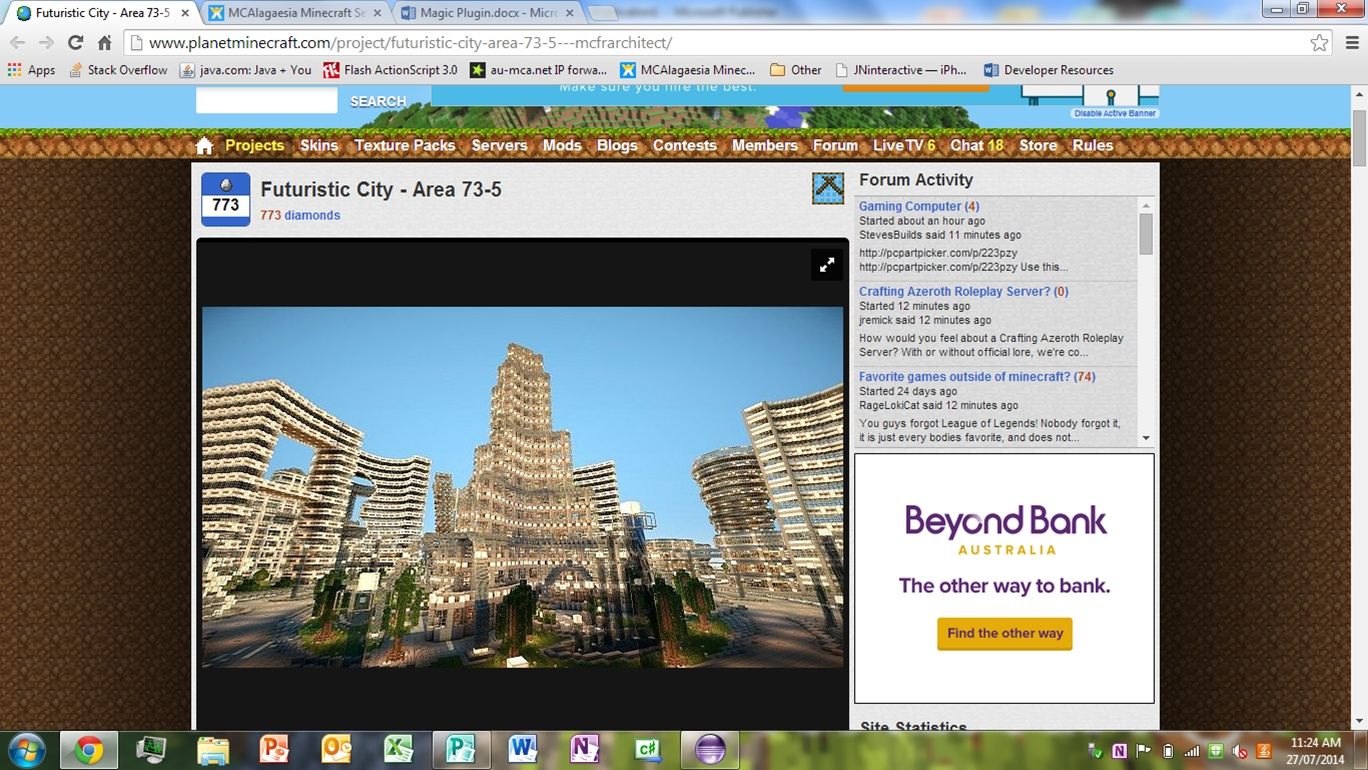 Futuristic City - Area 73-5
MCAlagaesia Minecraft Se
Magic Plugin.docx - Micro
Microsoft Publisher
www.planetminecraft.com/project/futuristic-city-area-73-5---mcfrarchitect/
Apps
Stack Overflow
java.com: Java + You
Flash ActionScript 3.0
au-mca.net IP forwa...
MCAlagaesia Minec...
Other
JNinteractive — iPh...
Developer Resources
Make sure you hire the best.
SEARCH
Disable Active Banner
Projects Skins Texture Packs Servers Mods Blogs Contests Members Forum Live TV 6 Chat 18 Store Rules
773
Futuristic City - Area 73-5
773 diamonds
Forum Activity
Gaming Computer (4)
Started about an hour ago
StevesBuilds said 11 minutes ago
http://pcpartpicker.com/p/223pzy
http://pcpartpicker.com/p/223pzy Use this...
Crafting Azeroth Roleplay Server? (0)
Started 12 minutes ago
jremick said 12 minutes ago
How would you feel about a Crafting Azeroth Roleplay
Server? With or without official lore, we're co...
Favorite games outside of minecraft? (74)
Started 24 days ago
RageLokiCat said 12 minutes ago
You guys forgot League of Legends! Nobody forgot it,
it is just every bodies favorite, and does not...
Beyond Bank
AUSTRALIA
The other way to bank.
Find the other way
Site Statistics
11:24 AM
27/07/2014